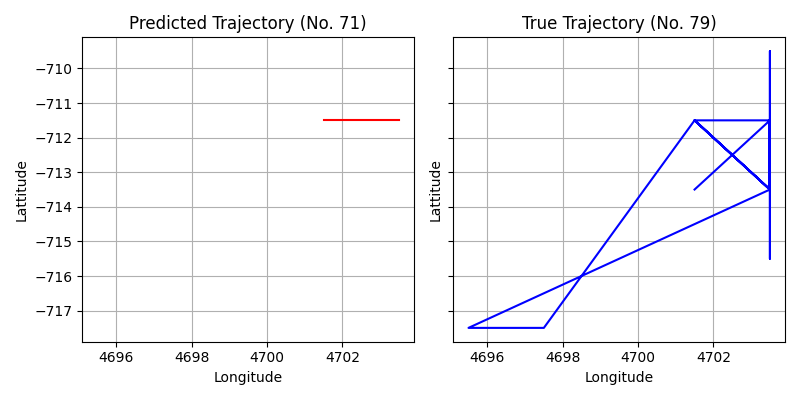 Predicted Trajectory (No. 71)
True Trajectory (No. 79)
Lattitude
−710
−711
−712
−713
−714
−715
−716
−717
4696
4698
4700
4702
Longitude
Lattitude
4696
4698
4700
4702
Longitude